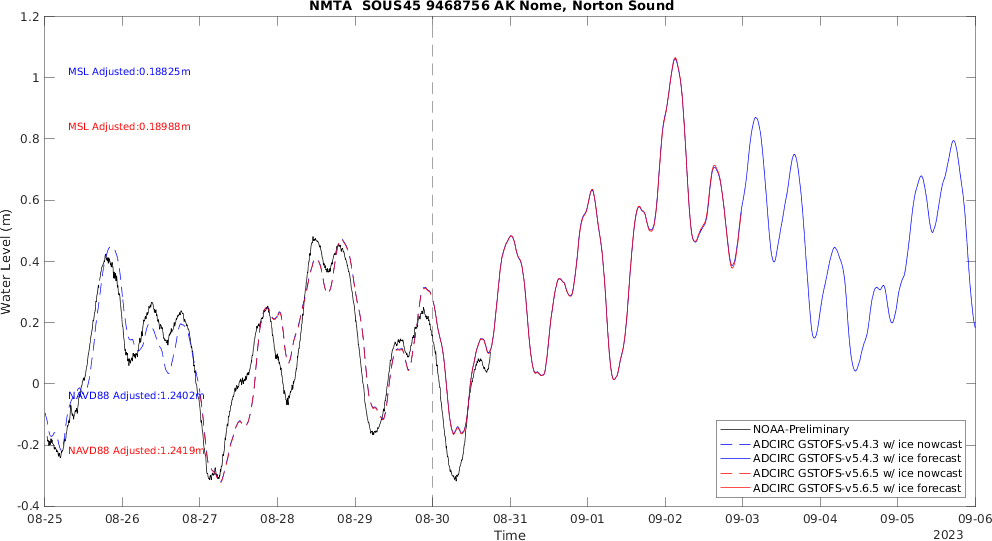 NMTA  SOUS45 9468756 AK Nome, Norton Sound
1.2
1
0.8
0.6
0.4
0.2
0
-0.2
-0.4
Water Level (m)
MSL Adjusted:0.18825m
MSL Adjusted:0.18988m
NAVD88 Adjusted:1.2402m
NAVD88 Adjusted:1.2419m
NOAA-Preliminary
ADCIRC GSTOFS-v5.4.3 w/ ice nowcast
ADCIRC GSTOFS-v5.4.3 w/ ice forecast
ADCIRC GSTOFS-v5.6.5 w/ ice nowcast
ADCIRC GSTOFS-v5.6.5 w/ ice forecast
08-25 08-26 08-27 08-28 08-29 08-30 08-31 09-01 09-02 09-03 09-04 09-05 09-06
Time
2023